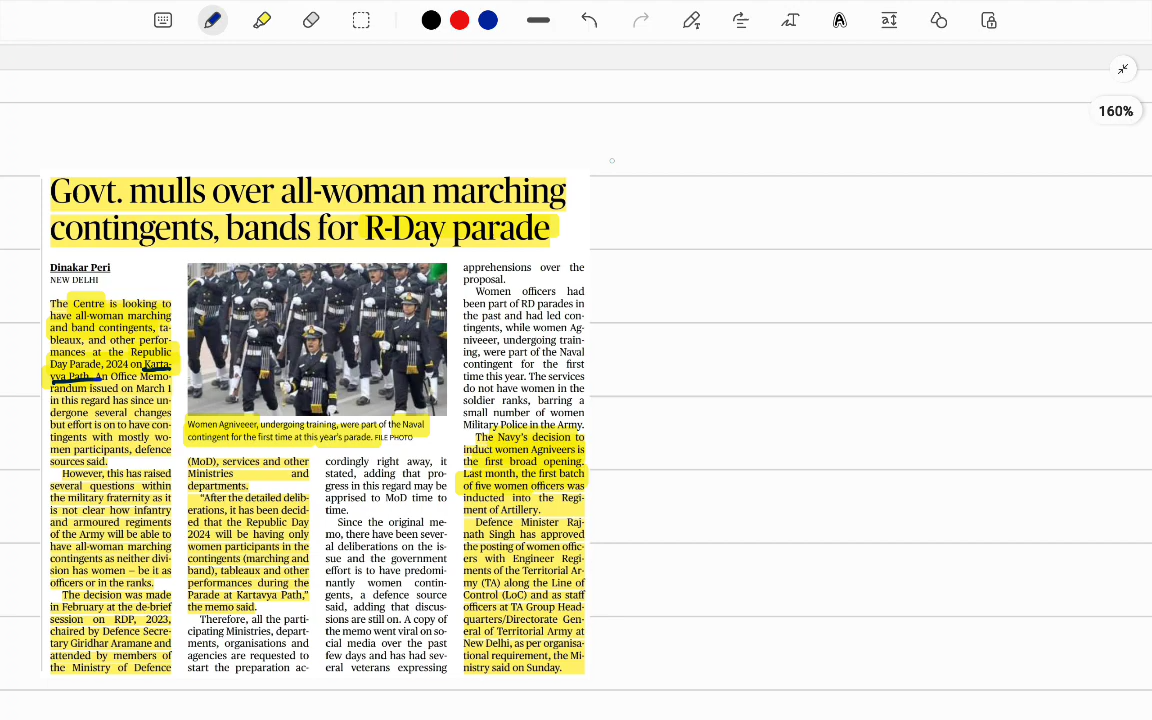 160%
Govt. mulls over all-woman marching
contingents, bands for R-Day parade
Dinakar Peri
NEW DELHI
The Centre is looking to
have all-woman marching
and band contingents, ta-
bleaux, and other perfor-
mances at the Republic
Day Parade, 2024 on Karta-
vya Path. An Office Memo-
randum issued on March 1
in this regard has since un-
dergone several changes
but effort is on to have con-
tingents with mostly wo-
men participants, defence
sources said.
However, this has raised
several questions within
the military fraternity as it
is not clear how infantry
and armoured regiments
of the Army will be able to
have all-woman marching
contingents as neither divi-
sion has women – be it as
officers or in the ranks.
The decision was made
in February at the de-brief
session on RDP, 2023,
chaired by Defence Secre-
tary Giridhar Aramane and
attended by members of
the Ministry of Defence
Women Agniveeer, undergoing training, were part of the Naval
contingent for the first time at this year's parade. FILE PHOTO
(MoD), services and other
Ministries and
departments.
"After the detailed delib-
erations, it has been decid-
ed that the Republic Day
2024 will be having only
women participants in the
contingents (marching and
band), tableaux and other
performances during the
Parade at Kartavya Path,"
the memo said.
Therefore, all the parti-
cipating Ministries, depart-
ments, organisations and
agencies are requested to
start the preparation ac-
cordingly right away, it
stated, adding that pro-
gress in this regard may be
apprised to MoD time to
time.
Since the original me-
mo, there have been sever-
al deliberations on the is-
sue and the government
effort is to have predomi-
nantly women contin-
gents, a defence source
said, adding that discus-
sions are still on. A copy of
the memo went viral on so-
cial media over the past
few days and has had sev-
eral veterans expressing
apprehensions over the
proposal.
Women officers had
been part of RD parades in
the past and had led con-
tingents, while women Ag-
niveeer, undergoing train-
ing, were part of the Naval
contingent for the first
time this year. The services
do not have women in the
soldier ranks, barring a
small number of women
Military Police in the Army.
The Navy's decision to
induct women Agniveers is
the first broad opening.
Last month, the first batch
of five women officers was
inducted into the Regi-
ment of Artillery.
Defence Minister Raj-
nath Singh has approved
the posting of women offic-
ers with Engineer Regi-
ments of the Territorial Ar-
my (TA) along the Line of
Control (LoC) and as staff
officers at TA Group Head-
quarters/Directorate Gen-
eral of Territorial Army at
New Delhi, as per organisa-
tional requirement, the Mi-
nistry said on Sunday.